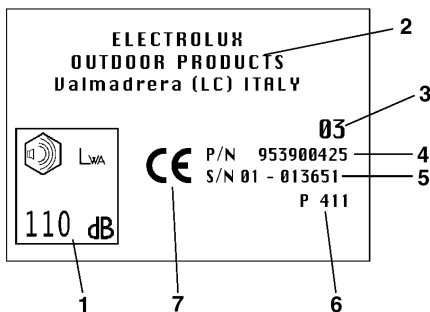 ELECTROLUX
OUTDOOR PRODUCTS
Valmadrera (LC) ITALY
2
03
3
LWA
CE
P/N 953900425
4
S/N 01 - 013651
5
P 411
110 dB
1
7
6